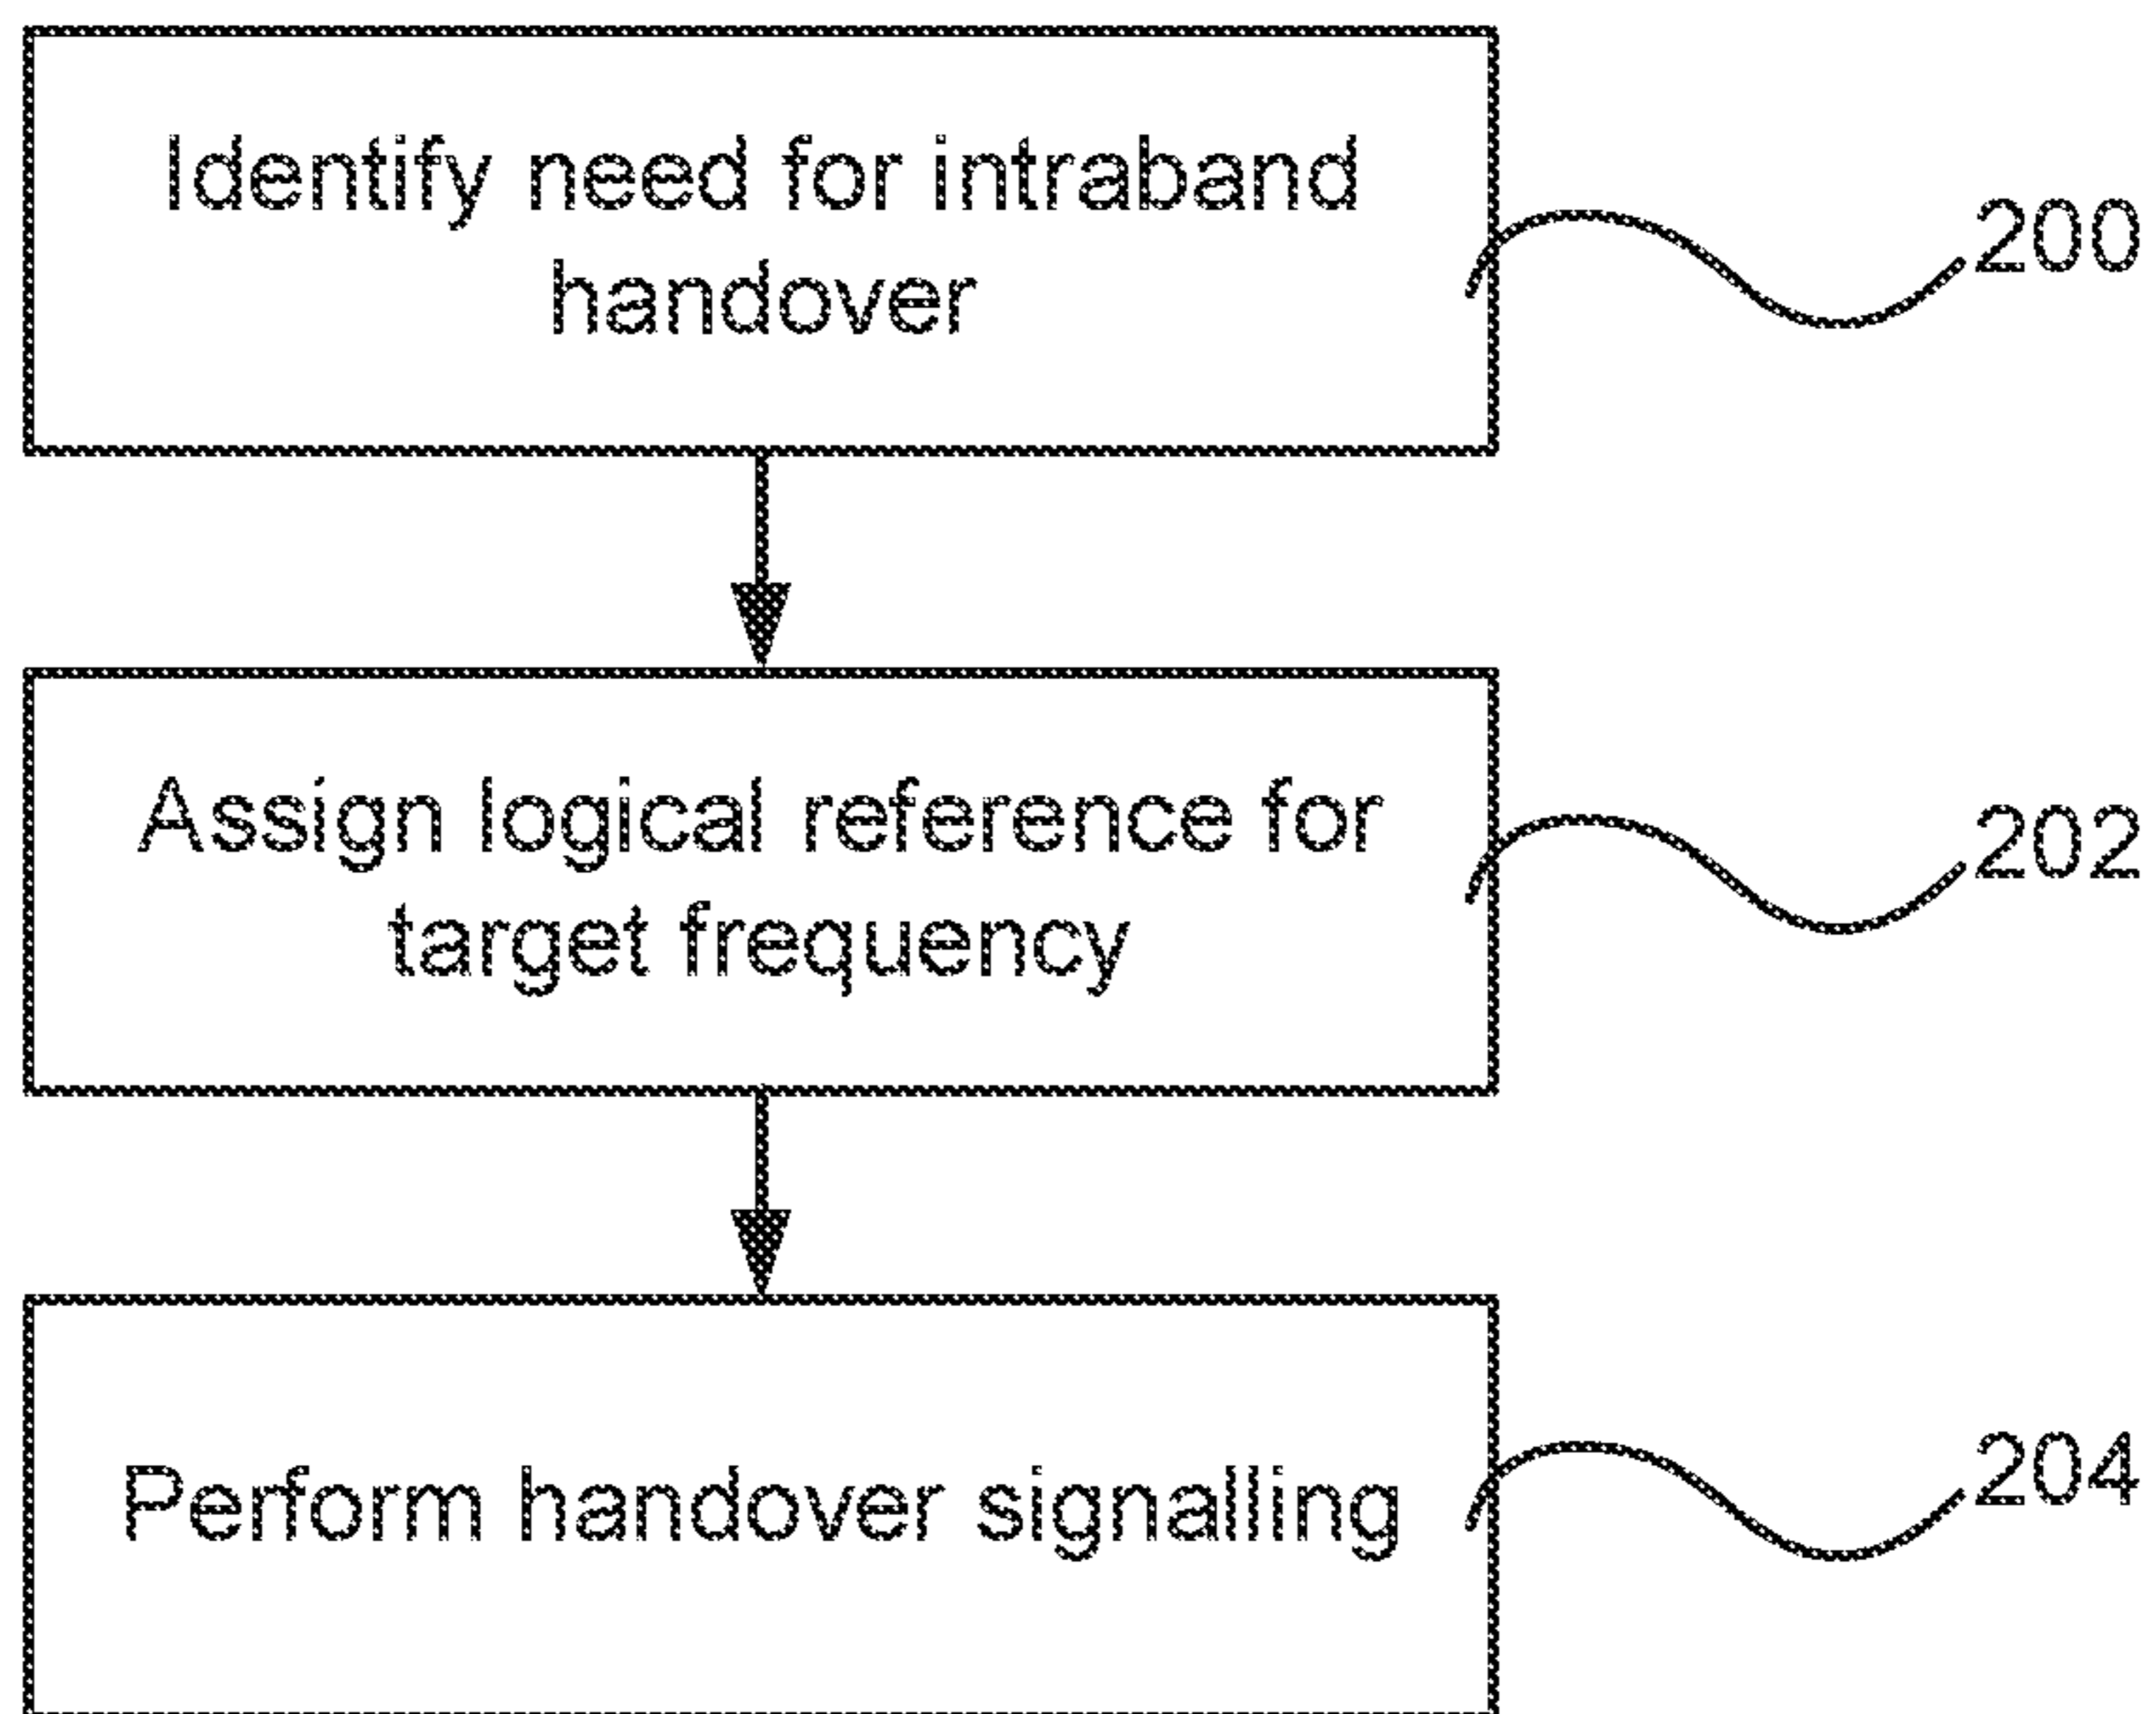 Identify need for intraband
handover
200
Assign logical reference for
target frequency
202
Perform handover signalling
204